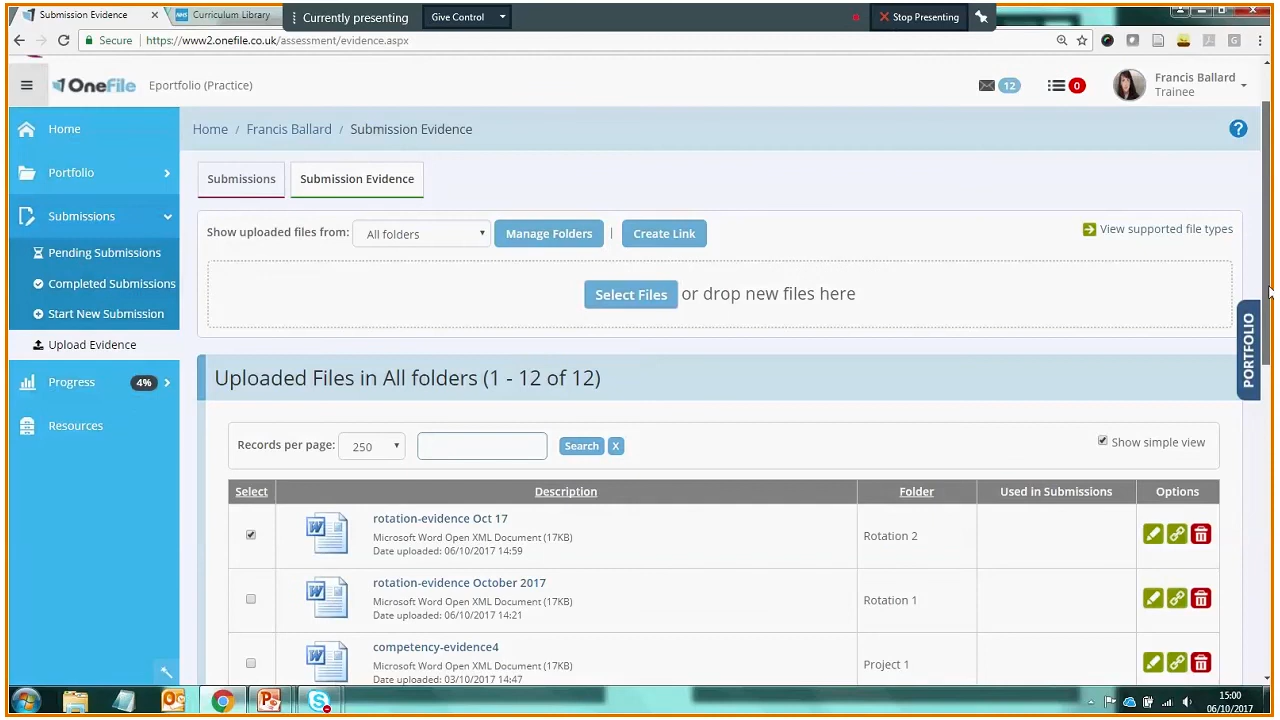 Submission Evidence
Curriculum Library
Currently presenting
Give Control
Stop Presenting
Secure
https://www2.onefile.co.uk/assessment/evidence.aspx
OneFile
Eportfolio (Practice)
12
0
Francis Ballard
Trainee
Home
Portfolio
Submissions
Pending Submissions
Completed Submissions
Start New Submission
Upload Evidence
Progress 4%
Resources
Home / Francis Ballard / Submission Evidence
Submissions
Submission Evidence
Show uploaded files from: All folders Manage Folders | Create Link
View supported file types
Select Files or drop new files here
PORTFOLIO
Uploaded Files in All folders (1 - 12 of 12)
Records per page: 250 Search X
Show simple view
Select Description Folder Used in Submissions Options
rotation-evidence Oct 17
Microsoft Word Open XML Document (17KB)
Date uploaded: 06/10/2017 14:59
Rotation 2
rotation-evidence October 2017
Microsoft Word Open XML Document (17KB)
Date uploaded: 06/10/2017 14:21
Rotation 1
competency-evidence4
Microsoft Word Open XML Document (17KB)
Date uploaded: 03/10/2017 14:47
Project 1
15:00
06/10/2017